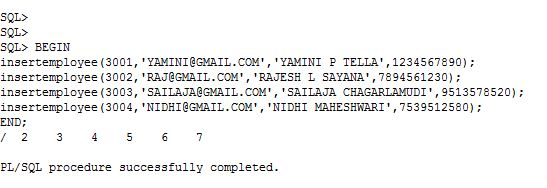 SQL>
SQL>
SQL> BEGIN
insertemployee(3001,'YAMINI@GMAIL.COM','YAMINI P TELLA',1234567890);
insertemployee(3002,'RAJ@GMAIL.COM','RAJESH L SAYANA',7894561230);
insertemployee(3003,'SAILAJA@GMAIL.COM','SAILAJA CHAGARLAMUDI',9513578520);
insertemployee(3004,'NIDHI@GMAIL.COM','NIDHI MAHESHWARI',7539512580);
END;
/  2    3    4    5    6    7
PL/SQL procedure successfully completed.